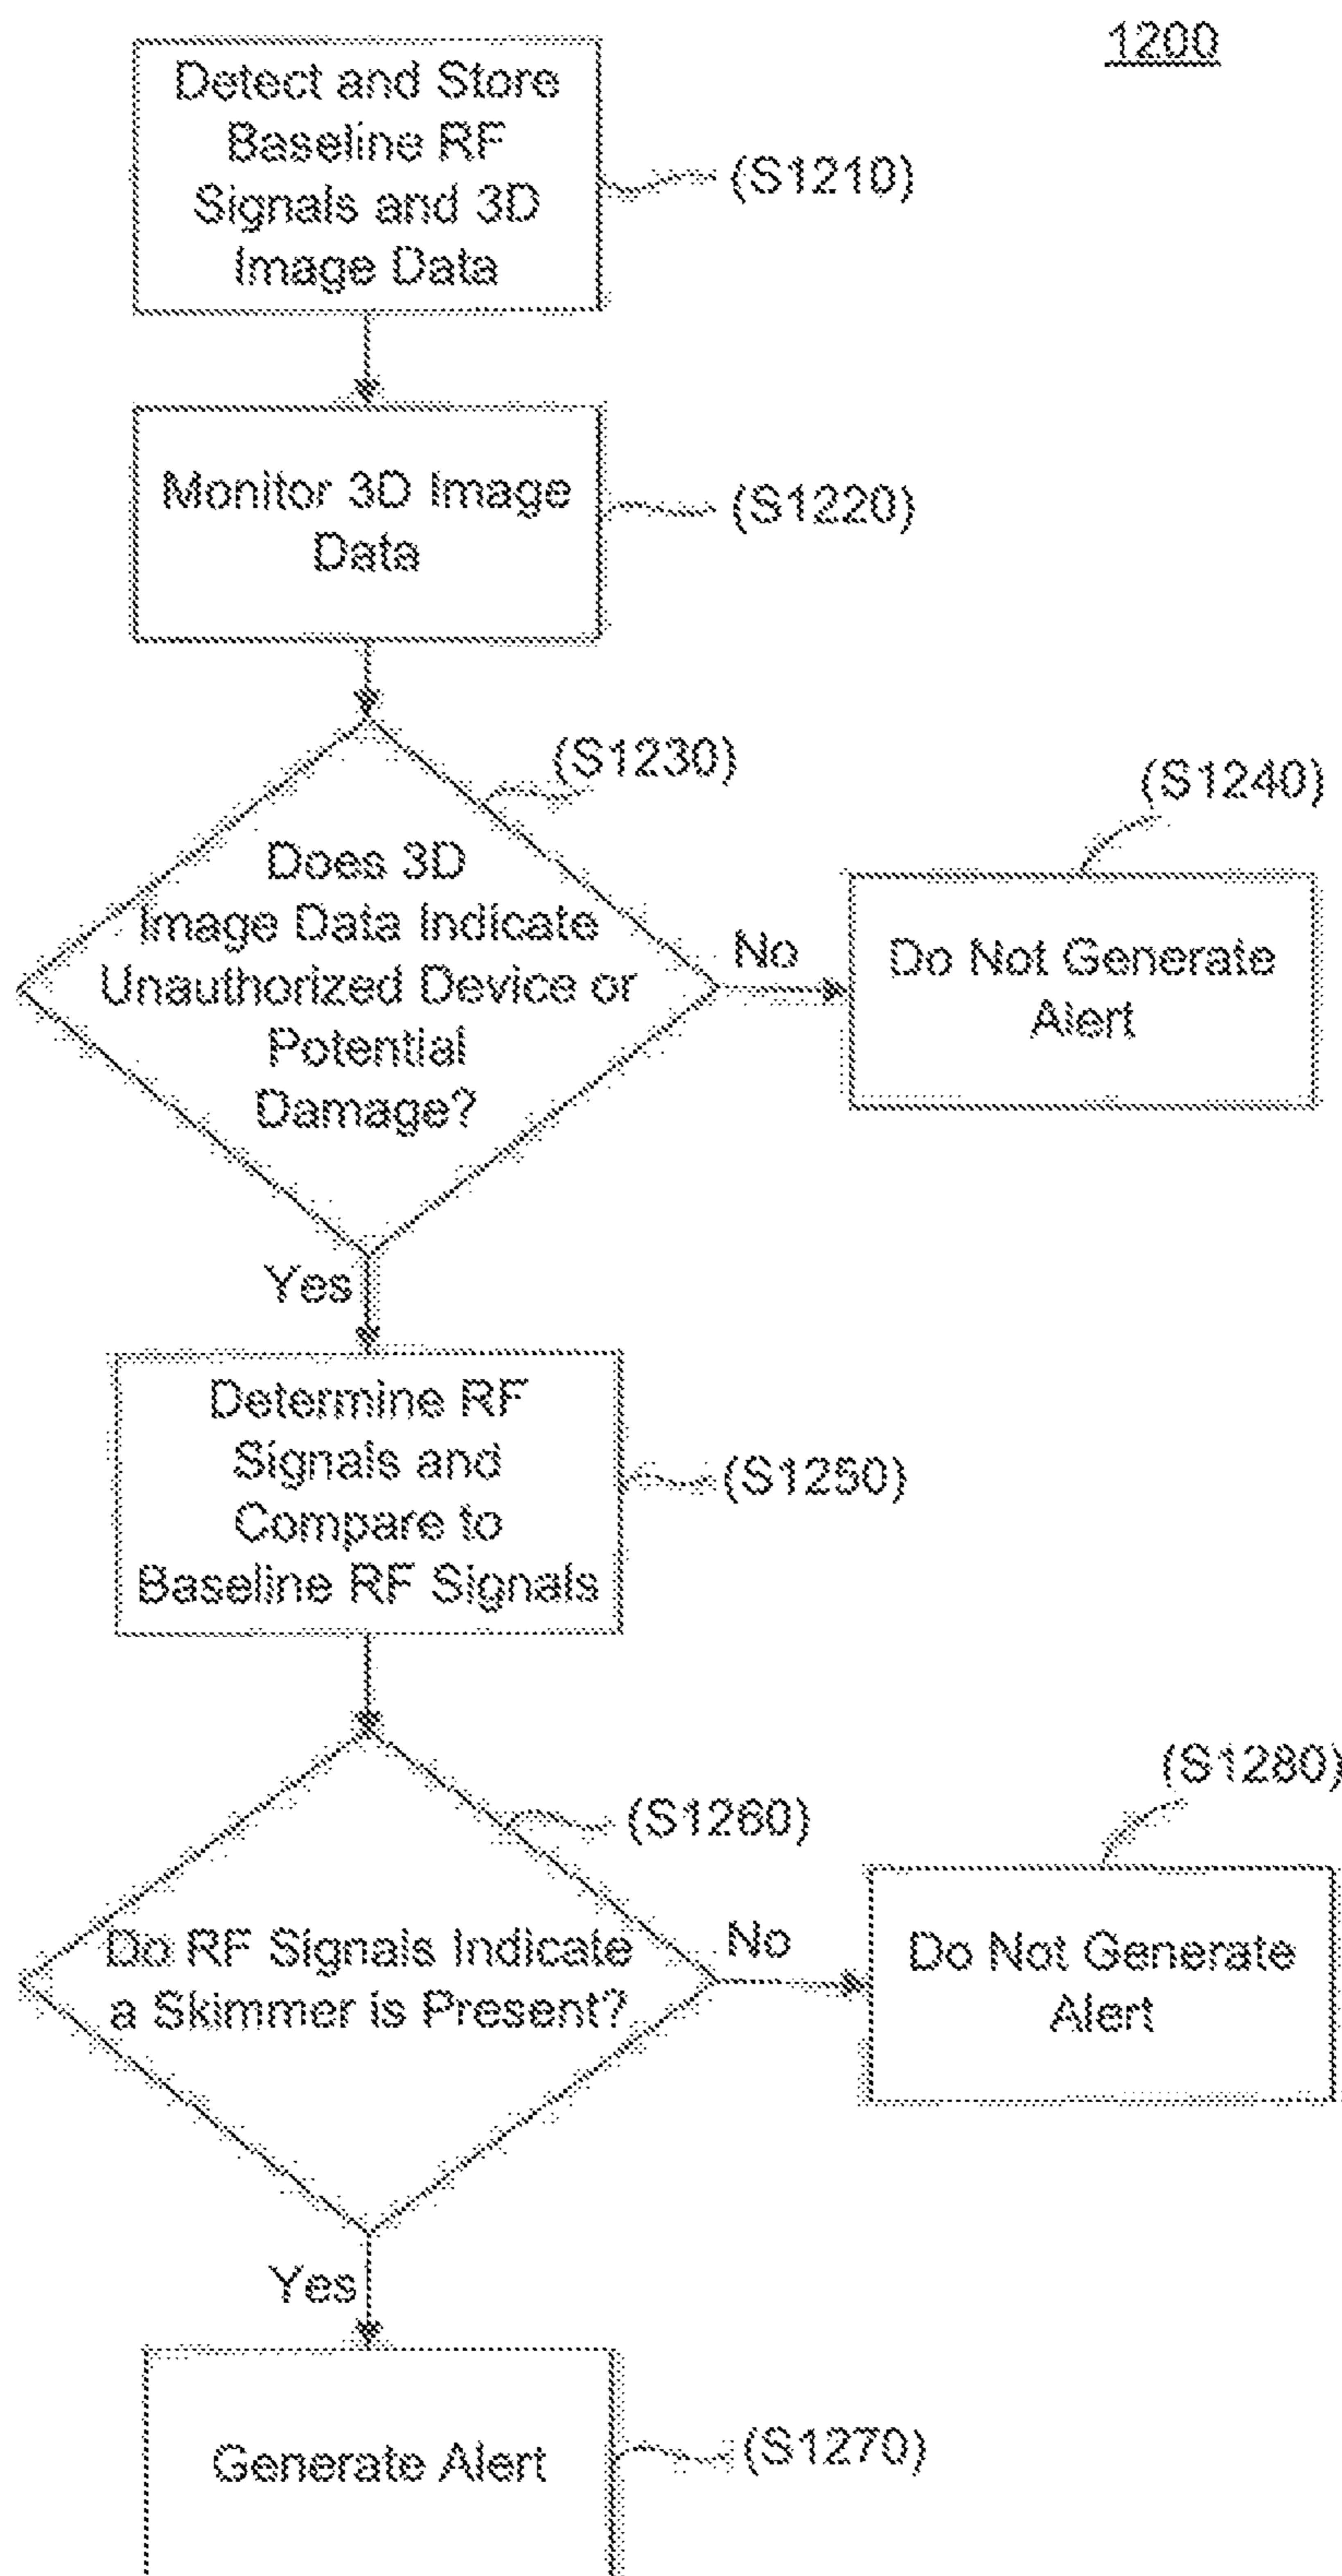 1200
Detect and Store
Baseline RF
Signals and 3D
Image Data
(S1210)
Monitor 3D Image
Data
(S1220)
(S1230)
Does 3D
Image Data Indicate
Unauthorized Device or
Potential
Damage?
No
(S1240)
Do Not Generate
Alert
Yes
Determine RF
Signals and
Compare to
Baseline RF Signals
(S1250)
(S1260)
Do RF Signals Indicate
a Skimmer is Present?
No
(S1280)
Do Not Generate
Alert
Yes
Generate Alert
(S1270)